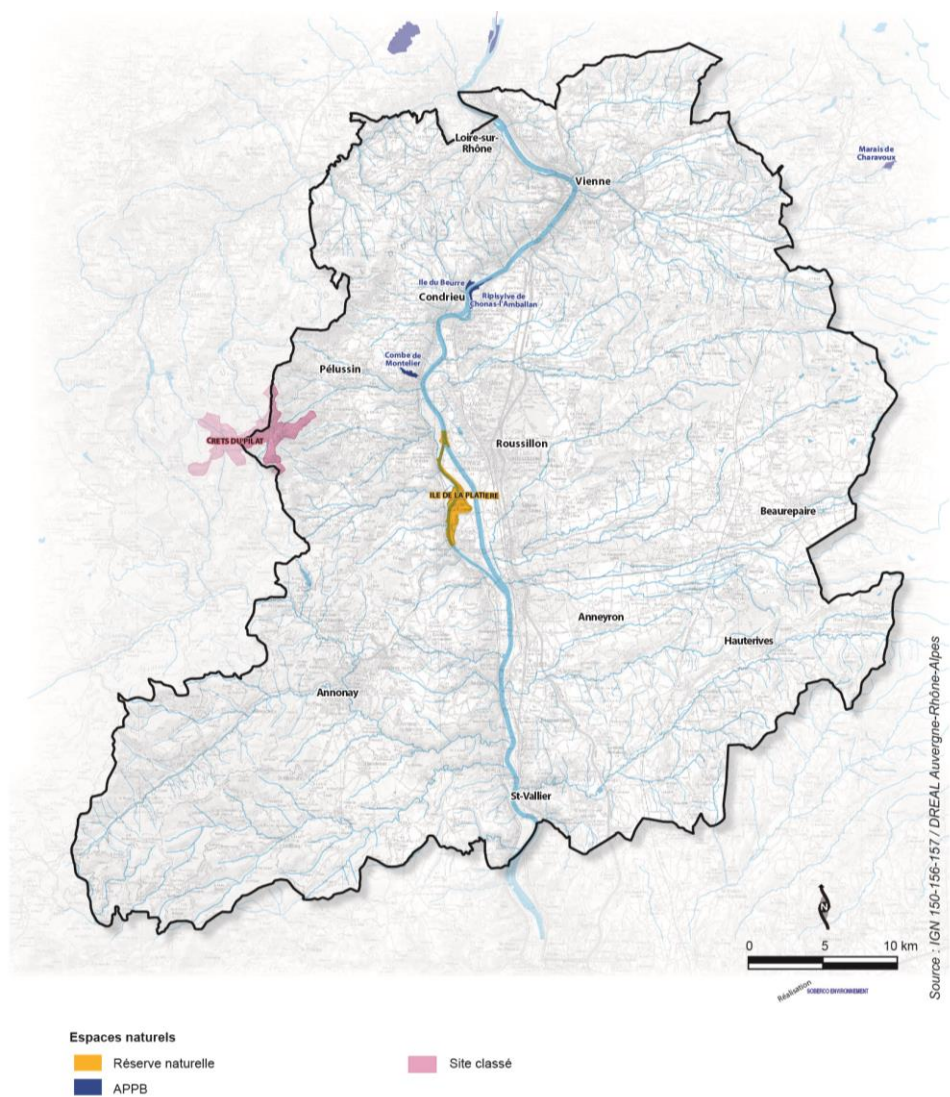 Loire-sur-
Rhône
Marais de
Charavoux
Vienne
Ile du Beurre
Condrieu
Ripisylve de
Chonas-l'Amballan
Combe de
Montelier
Pélussin
CRETS DU PILAT
Roussillon
ILE DE LA PLATIERE
Beaurepaire
Anneyron
Hauterives
Annonay
St-Vallier
N
0 5 10 km
Réalisation SOBERCO ENVIRONNEMENT
Source : IGN 150-156-157 / DREAL Auvergne-Rhône-Alpes
Espaces naturels
Réserve naturelle
Site classé
APPB